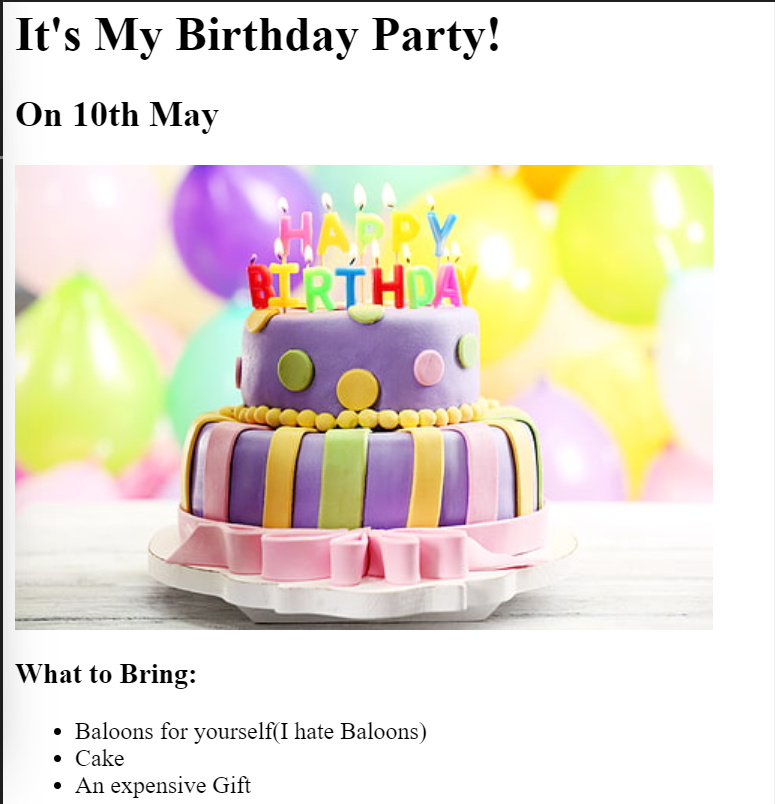 It's My Birthday Party!
On 10th May
HAPPY
BIRTHDAY
What to Bring:
Baloons for yourself(I hate Baloons)
Cake
An expensive Gift